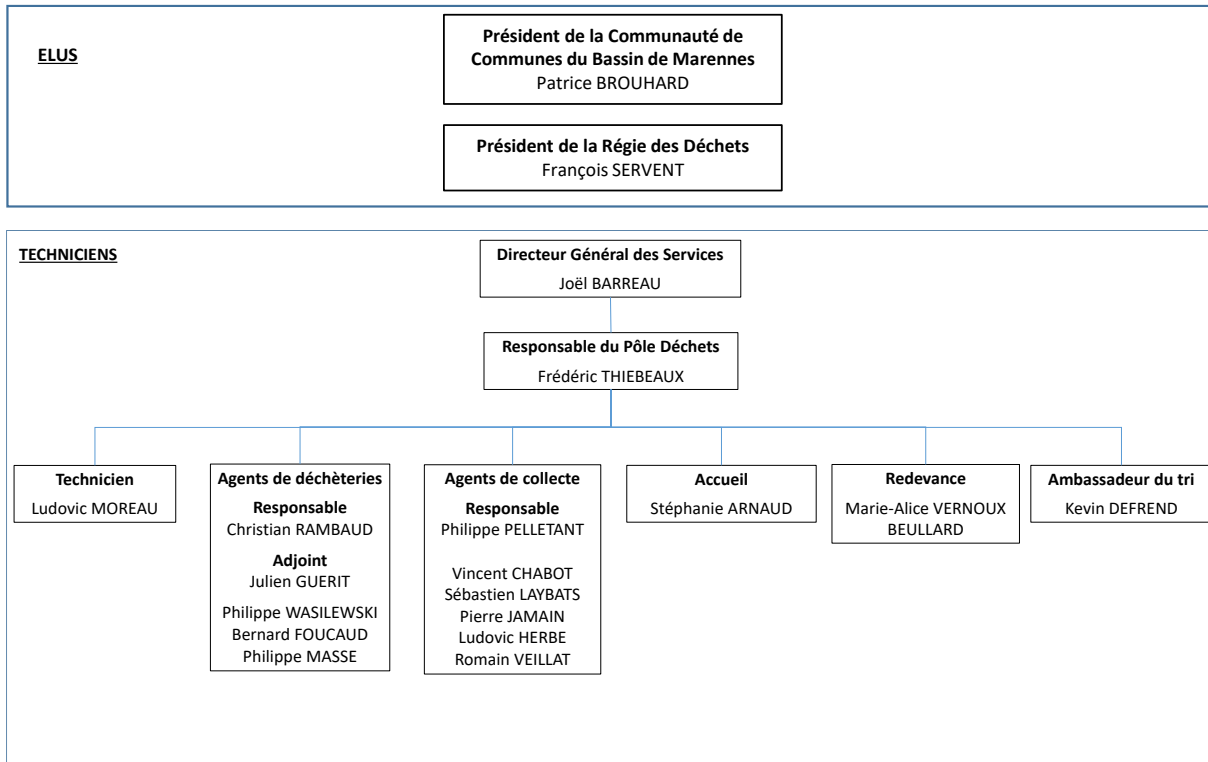 ELUS
Président de la Communauté de
Communes du Bassin de Marennes
Patrice BROUHARD
Président de la Régie des Déchets
François SERVENT
TECHNICIENS
Directeur Général des Services
Joël BARREAU
Responsable du Pôle Déchets
Frédéric THIEBEAUX
Technicien
Ludovic MOREAU
Agents de déchèteries
Responsable
Christian RAMBAUD
Adjoint
Julien GUERIT
Philippe WASILEWSKI
Bernard FOUCAUD
Philippe MASSE
Agents de collecte
Responsable
Philippe PELLETANT
Vincent CHABOT
Sébastien LAYBATS
Pierre JAMAIN
Ludovic HERBE
Romain VEILLAT
Accueil
Stéphanie ARNAUD
Redevance
Marie-Alice VERNOUX
BEULLARD
Ambassadeur du tri
Kevin DEFREND